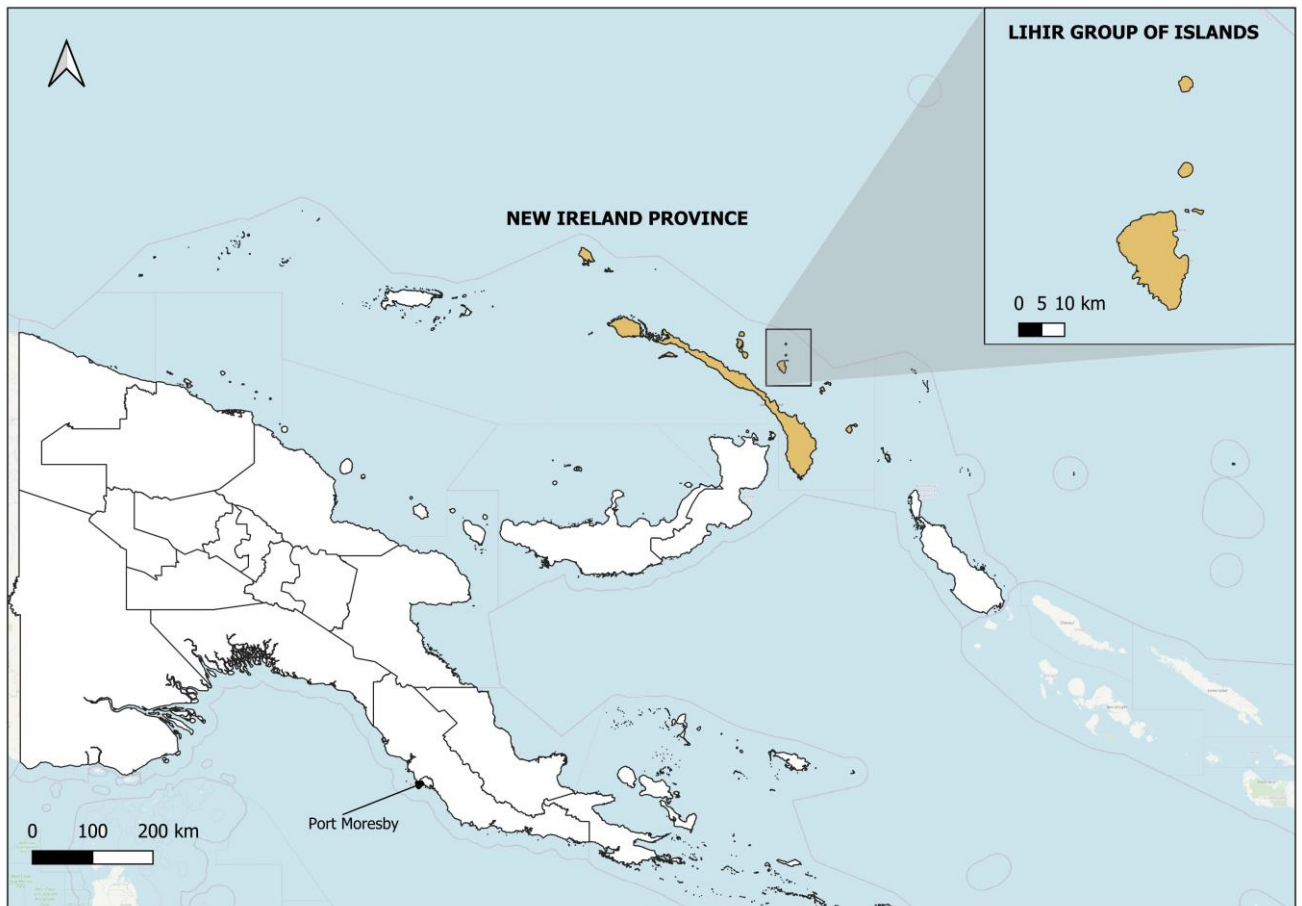 LIHIR GROUP OF ISLANDS
NEW IRELAND PROVINCE
0 5 10 km
Port Moresby
0 100 200 km